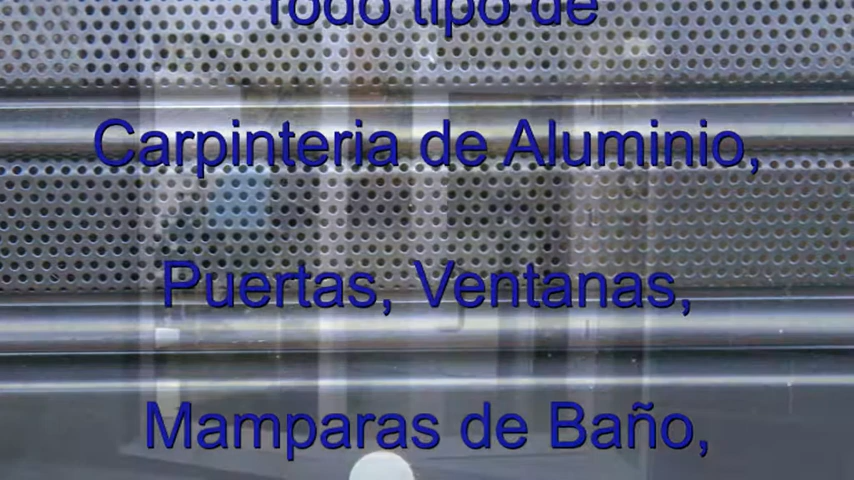 Todo tipo de
Carpinteria de Aluminio,
Puertas, Ventanas,
Mamparas de Baño,